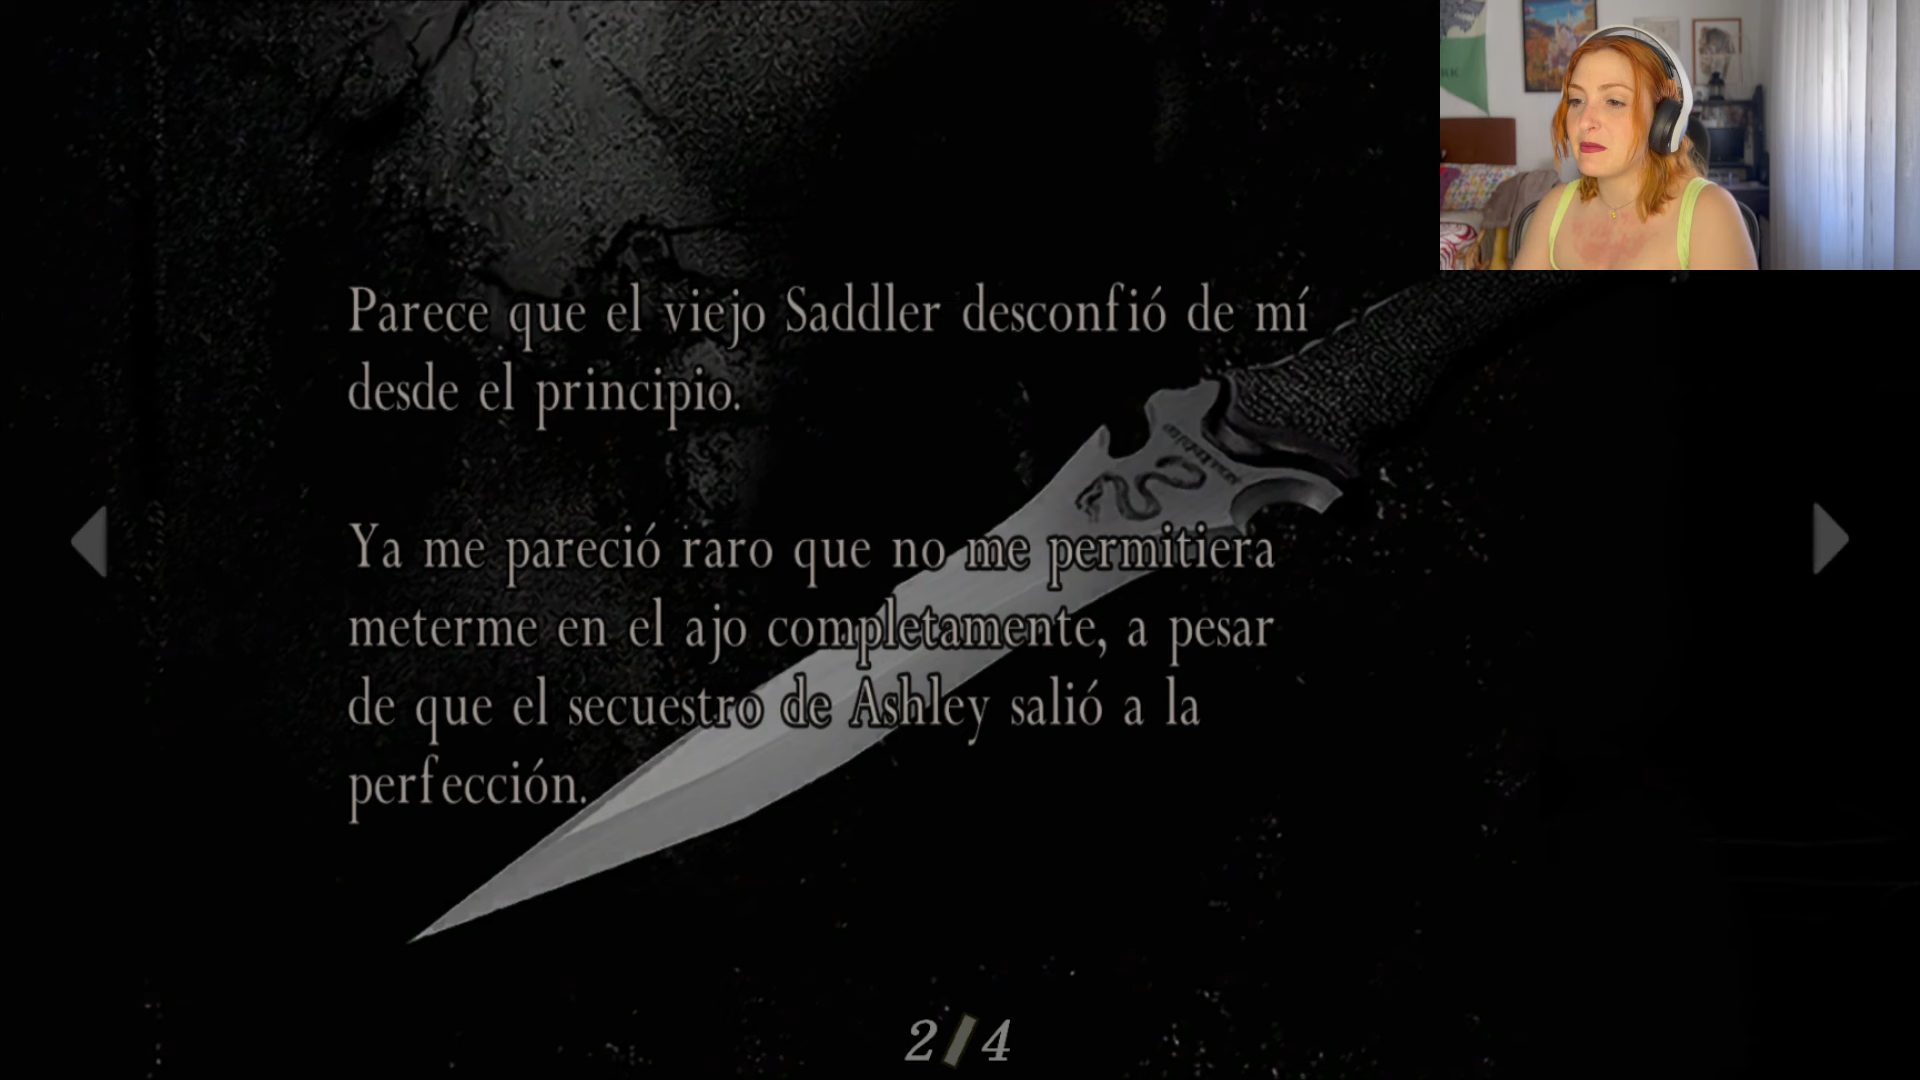 Parece que el viejo Saddler desconfió de mí
desde el principio.
Ya me pareció raro que no me permitiera
meterme en el ajo completamente, a pesar
de que el secuestro de Ashley salió a la
perfección.
2/4